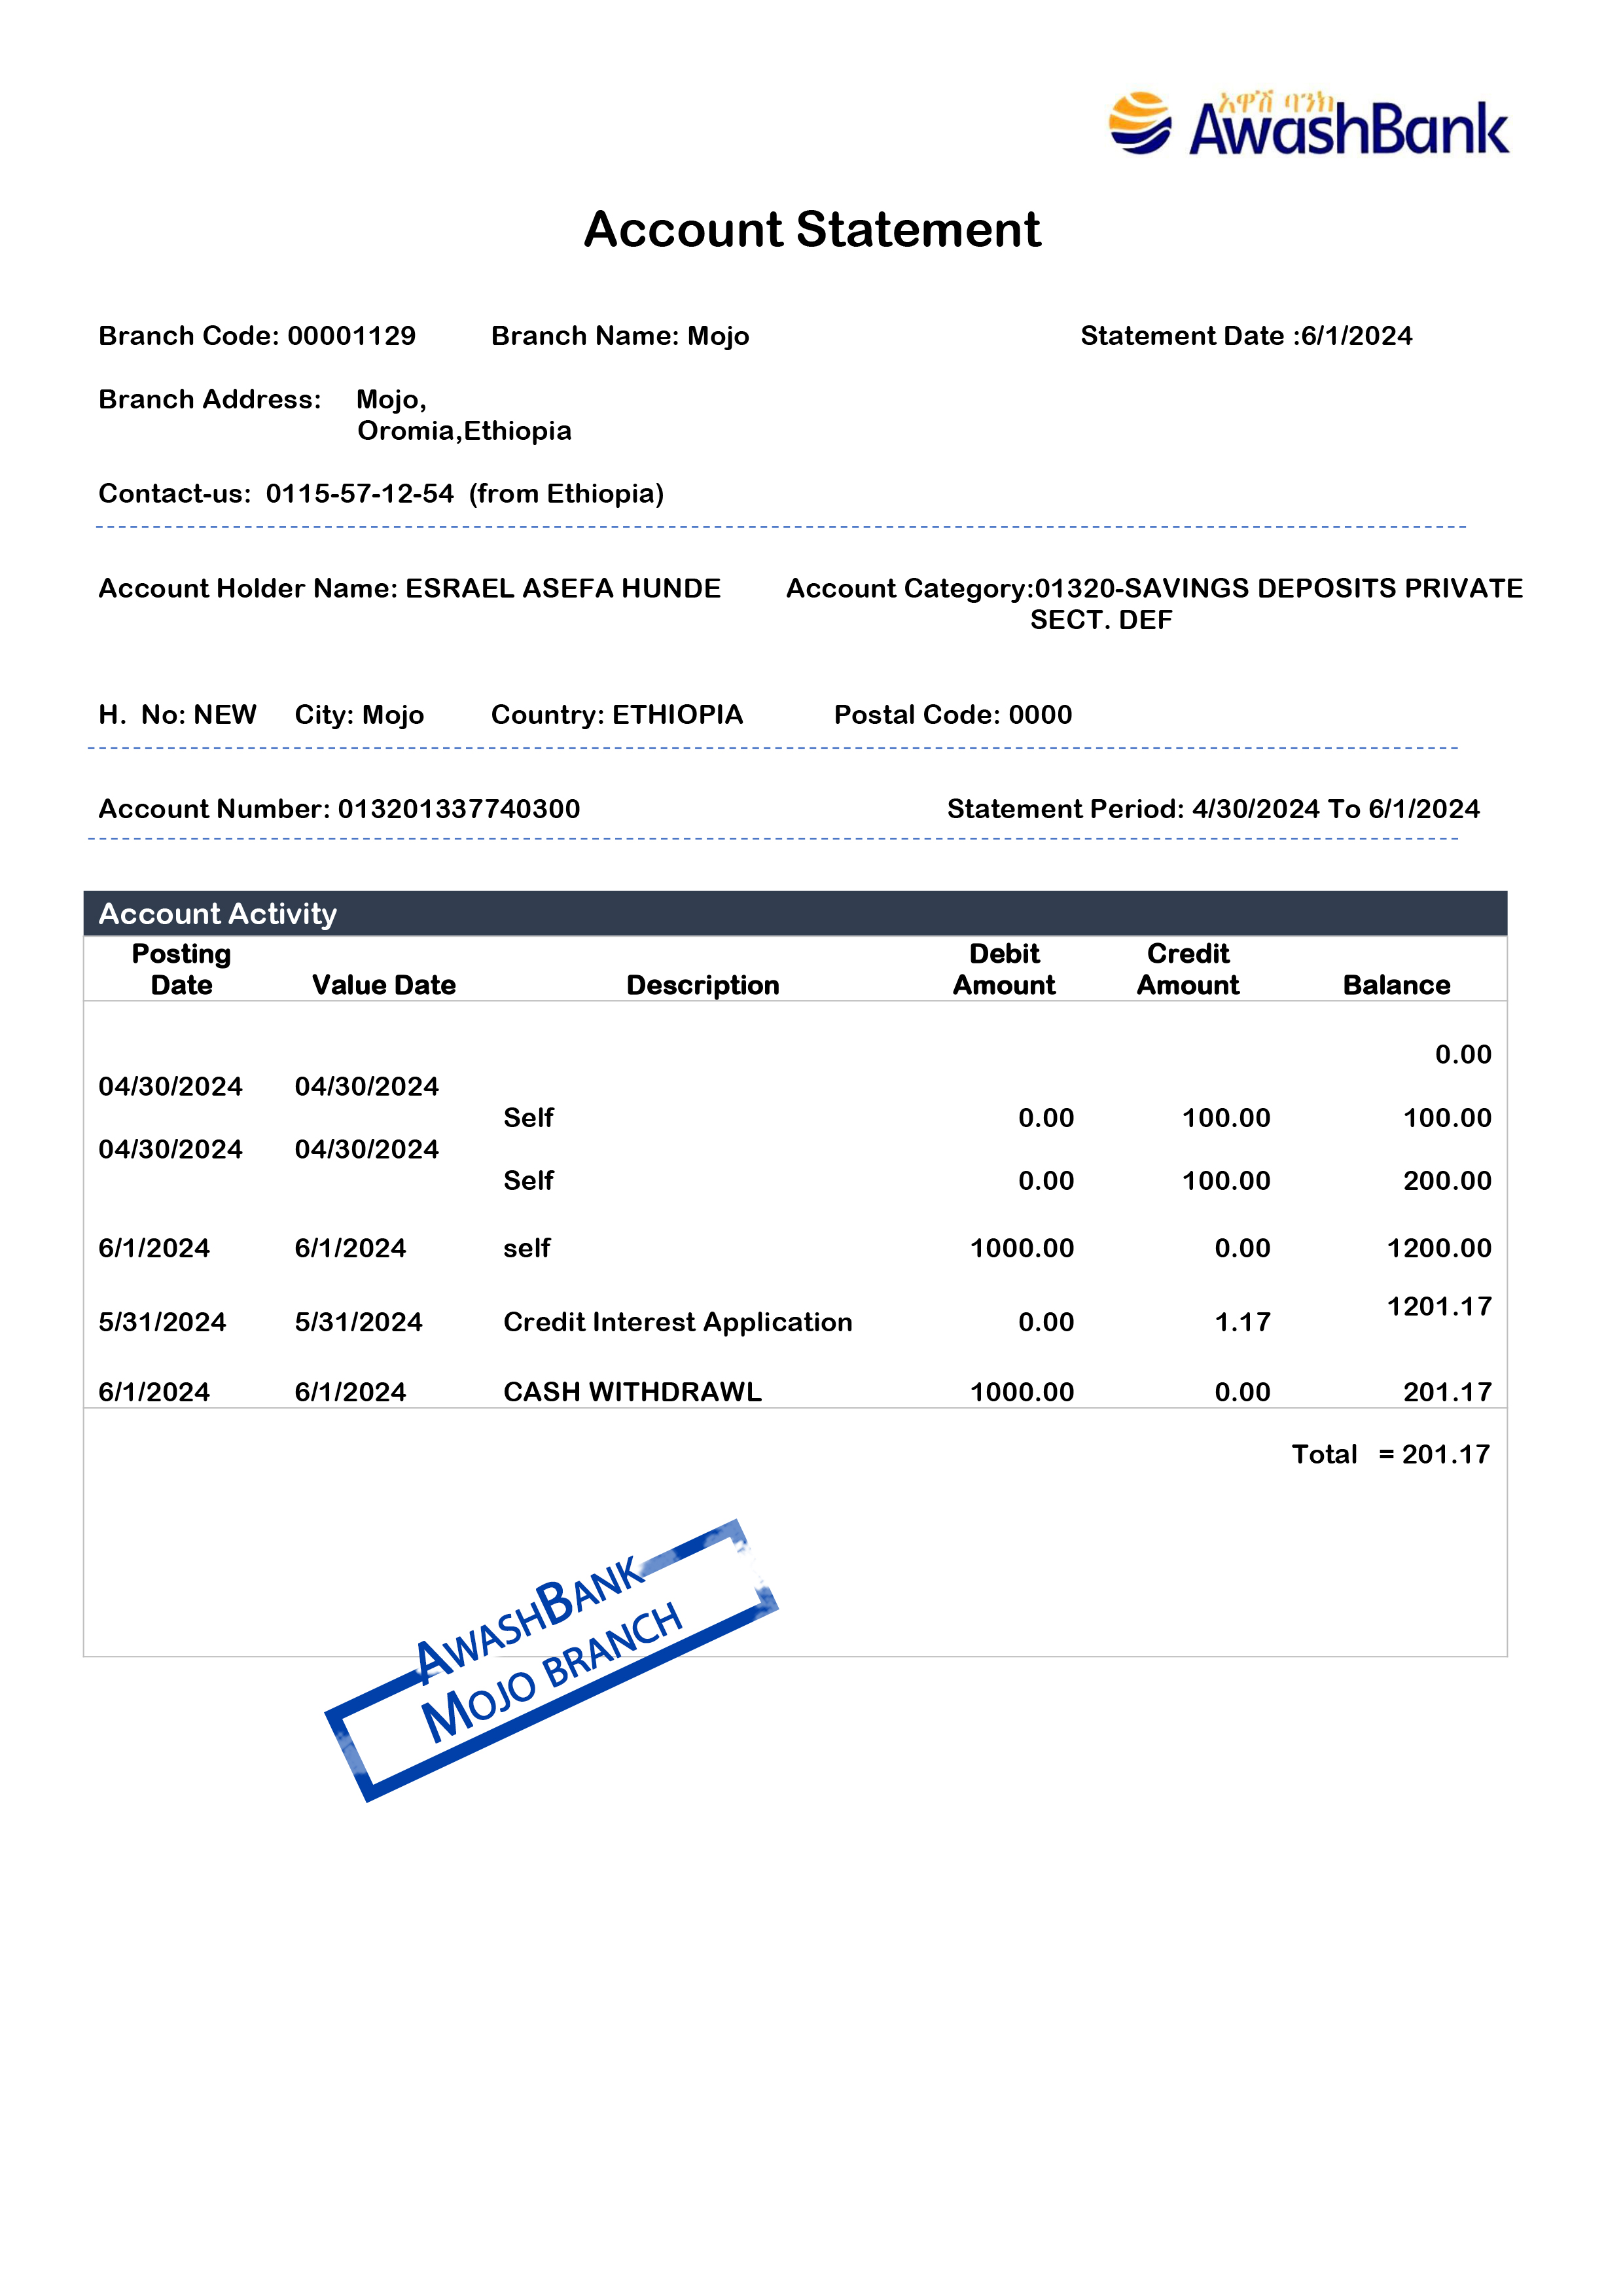 አዋሽ ባንክ
AwashBank
Account Statement
Branch Code: 00001129 Branch Name: Mojo Statement Date :6/1/2024
Branch Address: Mojo,
Oromia,Ethiopia
Contact-us: 0115-57-12-54 (from Ethiopia)
Account Holder Name: ESRAEL ASEFA HUNDE Account Category:01320-SAVINGS DEPOSITS PRIVATE
SECT. DEF
H. No: NEW City: Mojo Country: ETHIOPIA Postal Code: 0000
Account Number: 013201337740300 Statement Period: 4/30/2024 To 6/1/2024
Account Activity
Posting Debit Credit
Date Value Date Description Amount Amount Balance
0.00
04/30/2024 04/30/2024
Self 0.00 100.00 100.00
04/30/2024 04/30/2024
Self 0.00 100.00 200.00
6/1/2024 6/1/2024 self 1000.00 0.00 1200.00
5/31/2024 5/31/2024 Credit Interest Application 0.00 1.17 1201.17
6/1/2024 6/1/2024 CASH WITHDRAWL 1000.00 0.00 201.17
Total = 201.17
AWASHBANK
MOJO BRANCH